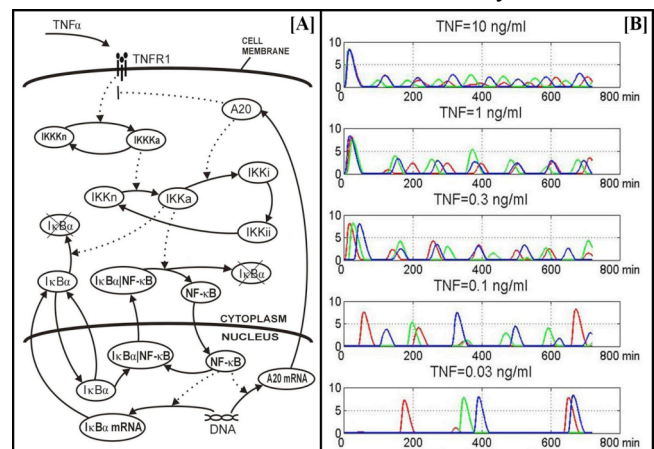 [A]
TNFα
TNFR1
CELL
MEMBRANE
A20
IKKKn
IKKKa
IKKi
IKKn
IKKa
IκBα
IKKii
IκBα
IκBα|NF-κB
IκBα
NF-κB
CYTOPLASM
NUCLEUS
IκBα|NF-κB
NF-κB
A20 mRNA
IκBα
IκBα mRNA
DNA
[B]
TNF=10 ng/ml
10
5
0
0 200 400 600 800 min
TNF=1 ng/ml
10
5
0
0 200 400 600 800 min
TNF=0.3 ng/ml
10
5
0
0 200 400 600 800 min
TNF=0.1 ng/ml
10
5
0
0 200 400 600 800 min
TNF=0.03 ng/ml
10
5
0
0 200 400 600 800 min